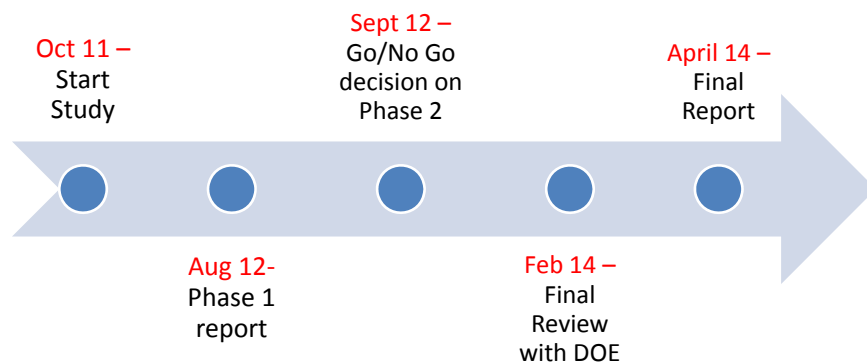 Oct 11 –
Start
Study
Aug 12-
Phase 1
report
Sept 12 –
Go/No Go
decision on
Phase 2
Feb 14 –
Final
Review
with DOE
April 14 –
Final
Report